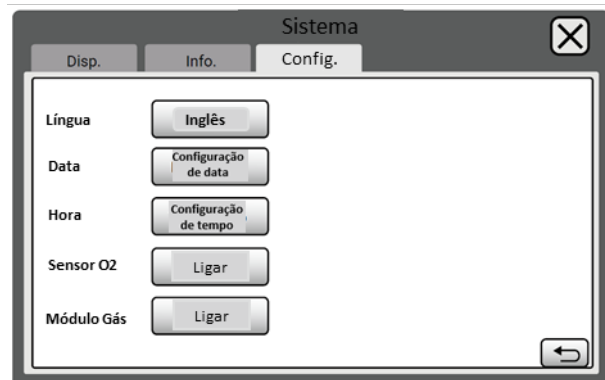 Sistema
Disp.
Info.
Config.
Língua
Inglês
Data
Configuração
de data
Hora
Configuração
de tempo
Sensor O2
Ligar
Módulo Gás
Ligar